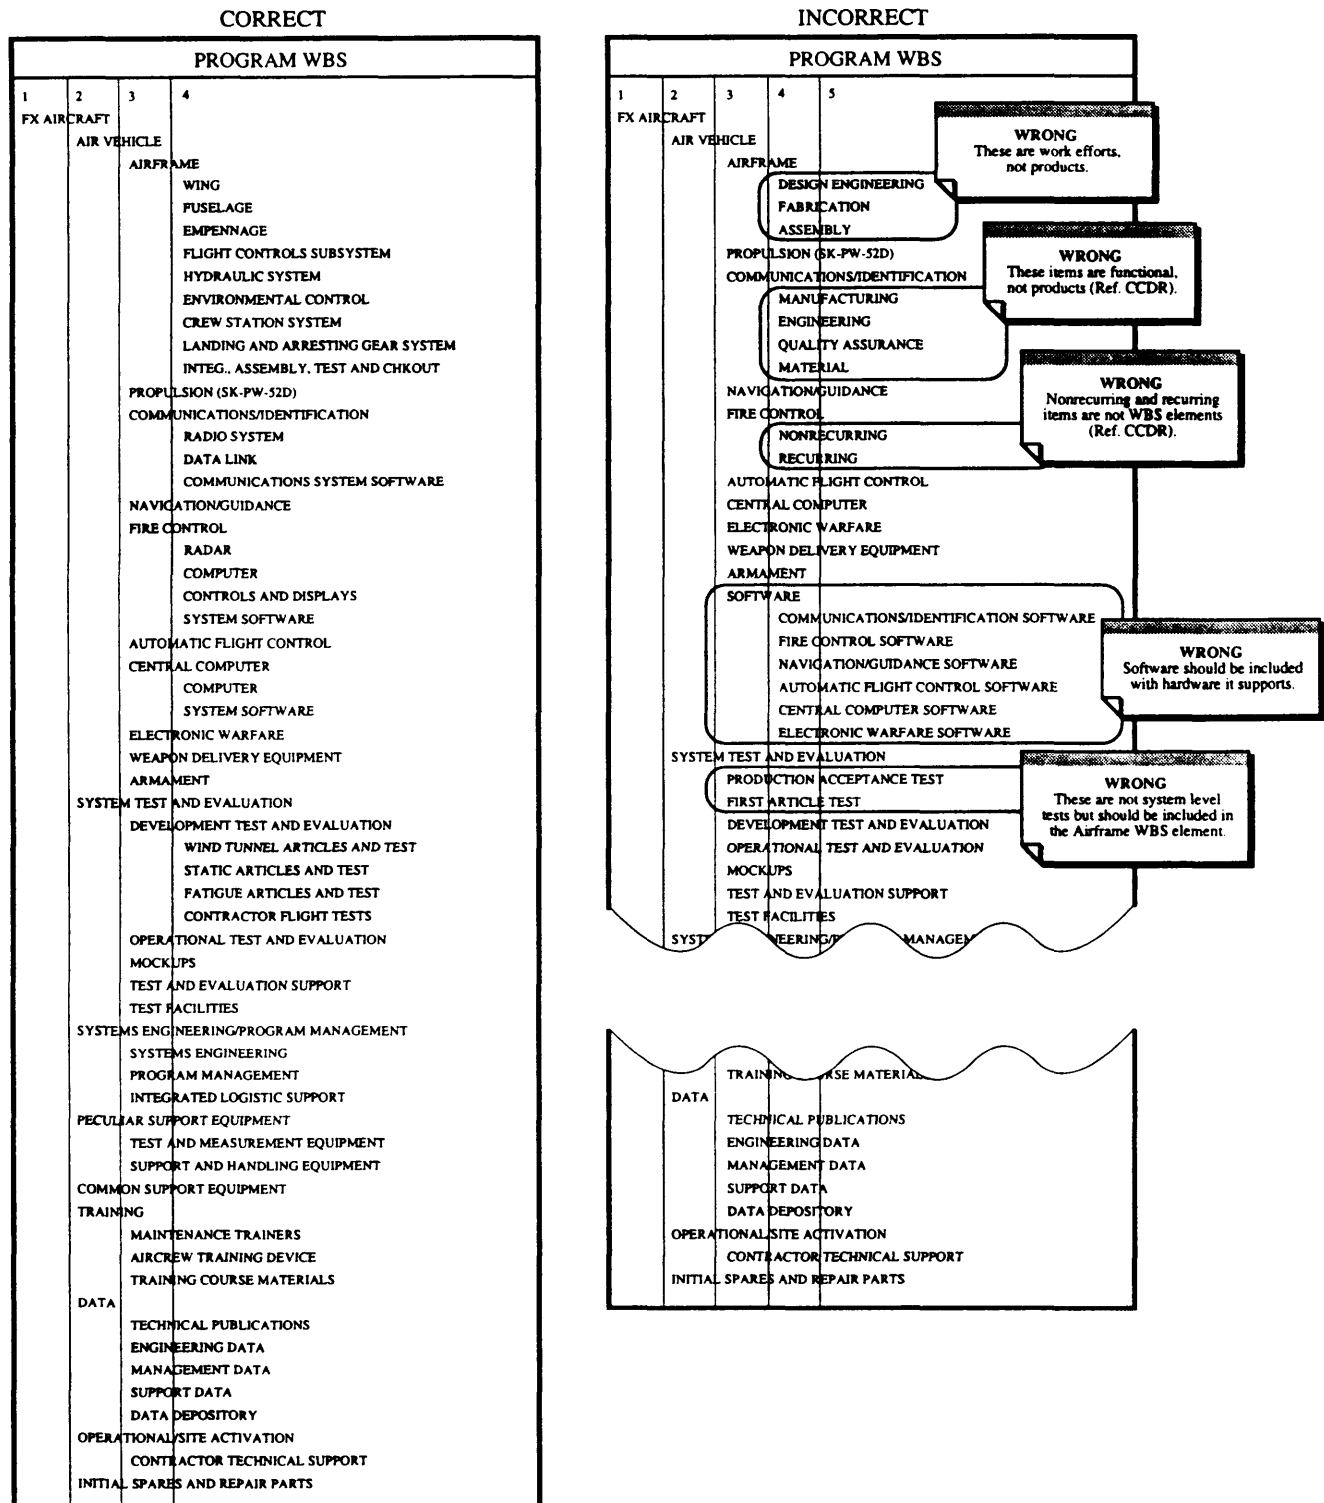 CORRECT
PROGRAM WBS
1 2 3 4
FX AIRCRAFT
AIR VEHICLE
AIRFRAME
WING
FUSELAGE
EMPENNAGE
FLIGHT CONTROLS SUBSYSTEM
HYDRAULIC SYSTEM
ENVIRONMENTAL CONTROL
CREW STATION SYSTEM
LANDING AND ARRESTING GEAR SYSTEM
INTEG., ASSEMBLY, TEST AND CHKOUT
PROPULSION (SK-PW-52D)
COMMUNICATIONS/IDENTIFICATION
RADIO SYSTEM
DATA LINK
COMMUNICATIONS SYSTEM SOFTWARE
NAVIGATION/GUIDANCE
FIRE CONTROL
RADAR
COMPUTER
CONTROLS AND DISPLAYS
SYSTEM SOFTWARE
AUTOMATIC FLIGHT CONTROL
CENTRAL COMPUTER
COMPUTER
SYSTEM SOFTWARE
ELECTRONIC WARFARE
WEAPON DELIVERY EQUIPMENT
ARMAMENT
SYSTEM TEST AND EVALUATION
DEVELOPMENT TEST AND EVALUATION
WIND TUNNEL ARTICLES AND TEST
STATIC ARTICLES AND TEST
FATIGUE ARTICLES AND TEST
CONTRACTOR FLIGHT TESTS
OPERATIONAL TEST AND EVALUATION
MOCKUPS
TEST AND EVALUATION SUPPORT
TEST FACILITIES
SYSTEMS ENGINEERING/PROGRAM MANAGEMENT
SYSTEMS ENGINEERING
PROGRAM MANAGEMENT
INTEGRATED LOGISTIC SUPPORT
PECULIAR SUPPORT EQUIPMENT
TEST AND MEASUREMENT EQUIPMENT
SUPPORT AND HANDLING EQUIPMENT
COMMON SUPPORT EQUIPMENT
TRAINING
MAINTENANCE TRAINERS
AIRCREW TRAINING DEVICE
TRAINING COURSE MATERIALS
DATA
TECHNICAL PUBLICATIONS
ENGINEERING DATA
MANAGEMENT DATA
SUPPORT DATA
DATA DEPOSITORY
OPERATIONAL/SITE ACTIVATION
CONTRACTOR TECHNICAL SUPPORT
INITIAL SPARES AND REPAIR PARTS
INCORRECT
PROGRAM WBS
1 2 3 4 5
FX AIRCRAFT
AIR VEHICLE
AIRFRAME
DESIGN ENGINEERING
FABRICATION
ASSEMBLY
WRONG
These are work efforts,
not products.
PROPULSION (SK-PW-52D)
COMMUNICATIONS/IDENTIFICATION
MANUFACTURING
ENGINEERING
QUALITY ASSURANCE
MATERIAL
WRONG
These items are functional,
not products (Ref. CCDR).
NAVIGATION/GUIDANCE
FIRE CONTROL
NONRECURRING
RECURRING
WRONG
Nonrecurring and recurring
items are not WBS elements
(Ref. CCDR).
AUTOMATIC FLIGHT CONTROL
CENTRAL COMPUTER
ELECTRONIC WARFARE
WEAPON DELIVERY EQUIPMENT
ARMAMENT
SOFTWARE
COMMUNICATIONS/IDENTIFICATION SOFTWARE
FIRE CONTROL SOFTWARE
NAVIGATION/GUIDANCE SOFTWARE
AUTOMATIC FLIGHT CONTROL SOFTWARE
CENTRAL COMPUTER SOFTWARE
ELECTRONIC WARFARE SOFTWARE
WRONG
Software should be included
with hardware it supports.
SYSTEM TEST AND EVALUATION
PRODUCTION ACCEPTANCE TEST
FIRST ARTICLE TEST
WRONG
These are not system level
tests but should be included in
the Airframe WBS element.
DEVELOPMENT TEST AND EVALUATION
OPERATIONAL TEST AND EVALUATION
MOCKUPS
TEST AND EVALUATION SUPPORT
TEST FACILITIES
TRAINING
DATA
TECHNICAL PUBLICATIONS
ENGINEERING DATA
MANAGEMENT DATA
SUPPORT DATA
DATA DEPOSITORY
OPERATIONAL/SITE ACTIVATION
CONTRACTOR TECHNICAL SUPPORT
INITIAL SPARES AND REPAIR PARTS